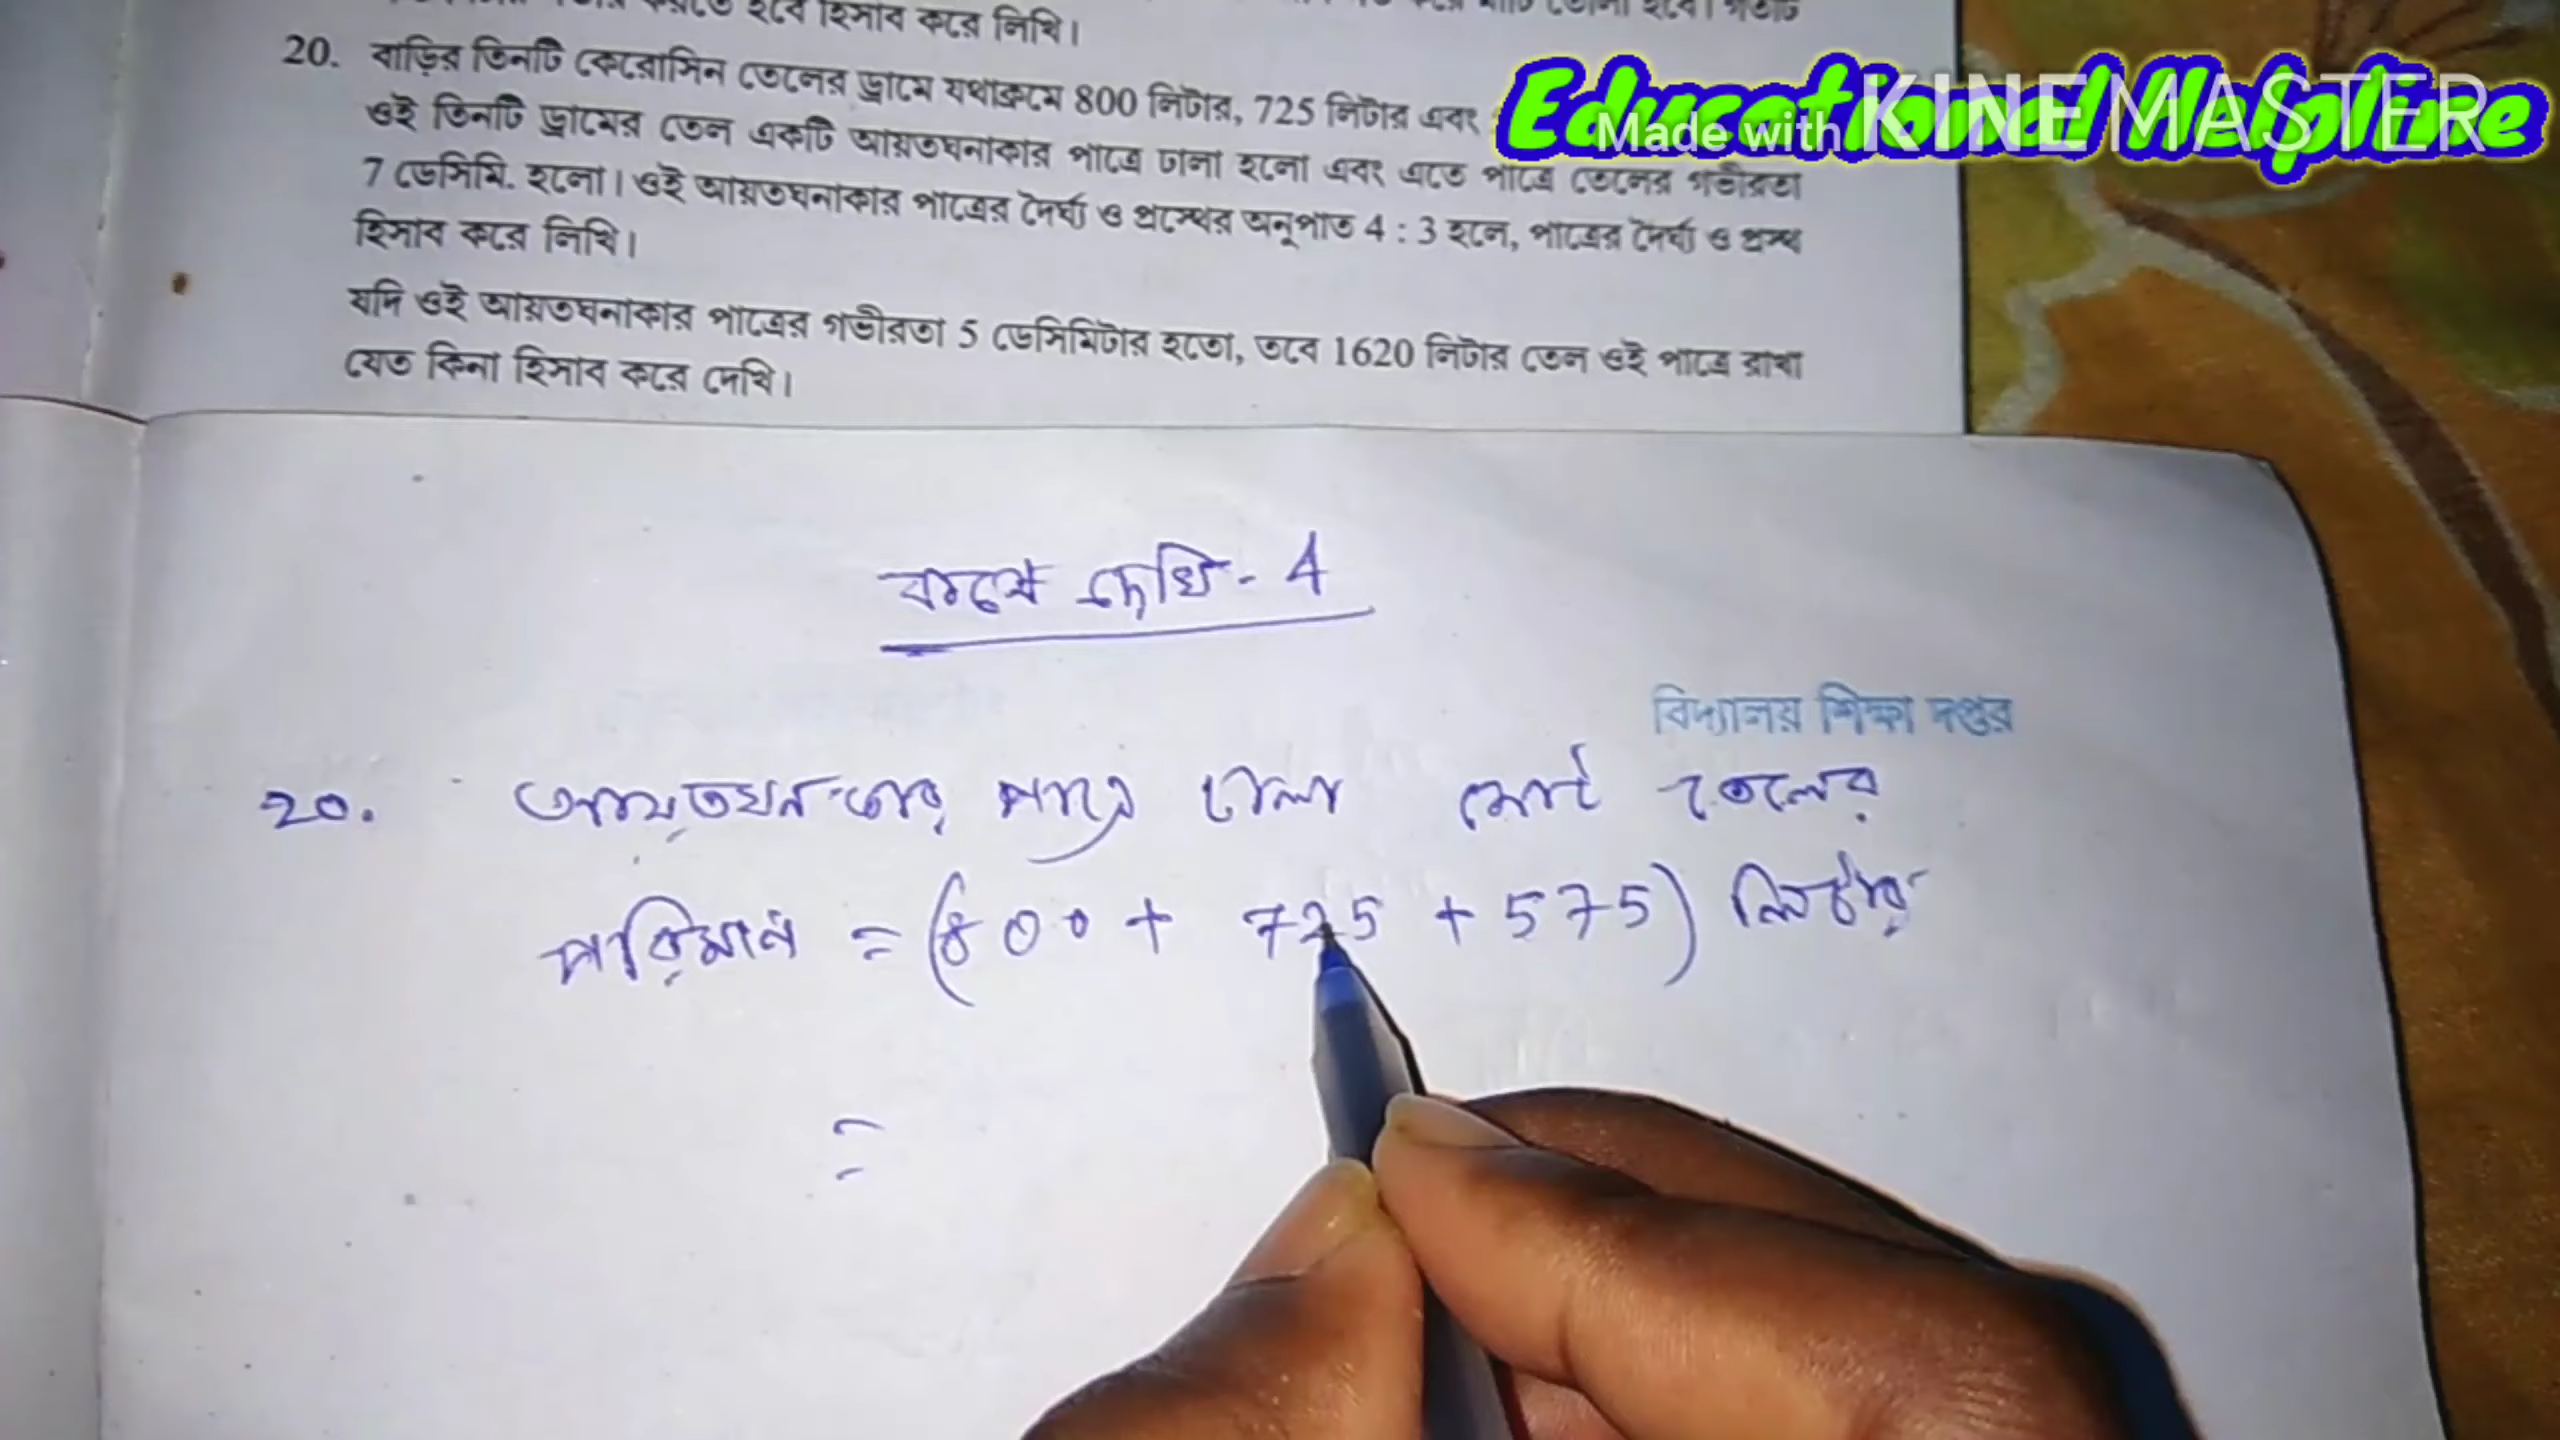 করতে হবে হিসাব করে লিখি।
20. বাড়ির তিনটি কেরোসিন তেলের ড্রামে যথাক্রমে 800 লিটার, 725 লিটার এবং
ওই তিনটি ড্রামের তেল একটি আয়তঘনাকার পাত্রে ঢালা হলো এবং এতে পাত্রে তেলের গভীরতা
7 ডেসিমি. হলো। ওই আয়তঘনাকার পাত্রের দৈর্ঘ্য ও প্রস্থের অনুপাত 4 : 3 হলে, পাত্রের দৈর্ঘ্য ও প্রস্থ
হিসাব করে লিখি।
যদি ওই আয়তঘনাকার পাত্রের গভীরতা 5 ডেসিমিটার হতো, তবে 1620 লিটার তেল ওই পাত্রে রাখা
যেত কিনা হিসাব করে দেখি।
Educational Helpline
Made with KINEMASTER
কষে দেখি - 4
বিদ্যালয় শিক্ষা দপ্তর
20. আয়তঘনাকার পাত্রে ঢালা মোট তেলের
পরিমান = (800 + 725 + 575) লিটার
=